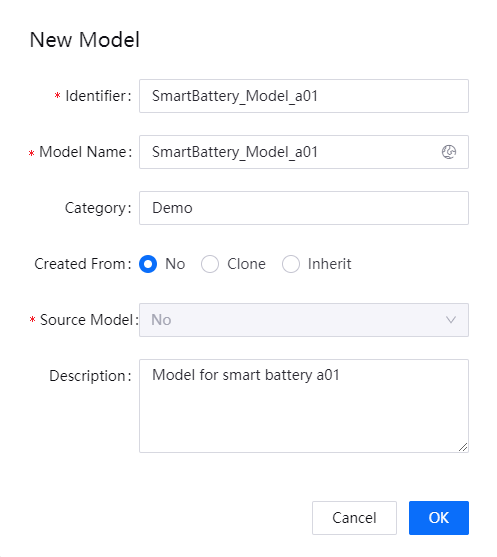 New Model
* Identifier: SmartBattery_Model_a01
* Model Name: SmartBattery_Model_a01
Category: Demo
Created From: No Clone Inherit
* Source Model: No
Description: Model for smart battery a01
Cancel OK